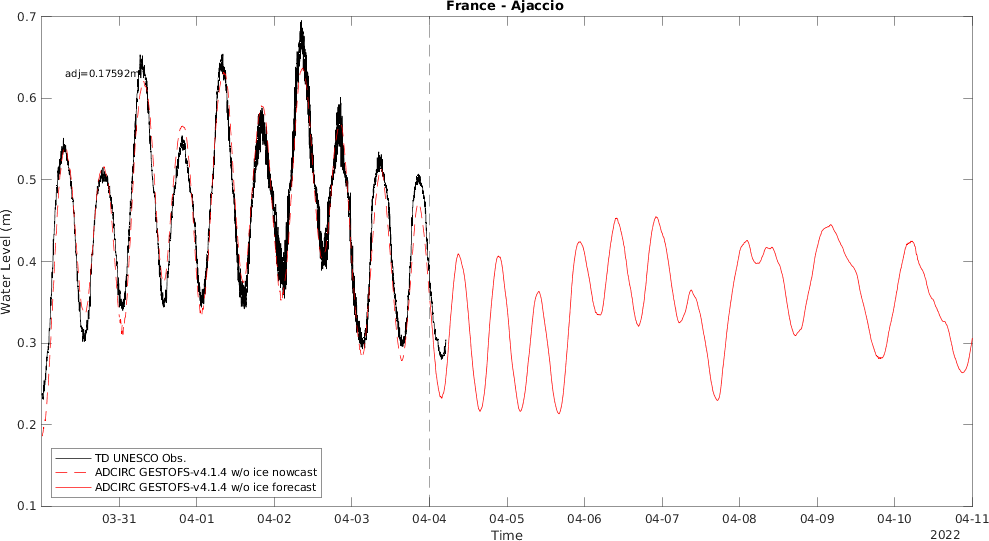 France - Ajaccio
0.7
0.6
0.5
0.4
0.3
0.2
0.1
Water Level (m)
adj=0.17592m
TD UNESCO Obs.
ADCIRC GESTOFS-v4.1.4 w/o ice nowcast
ADCIRC GESTOFS-v4.1.4 w/o ice forecast
03-31 04-01 04-02 04-03 04-04 04-05 04-06 04-07 04-08 04-09 04-10 04-11
Time
2022